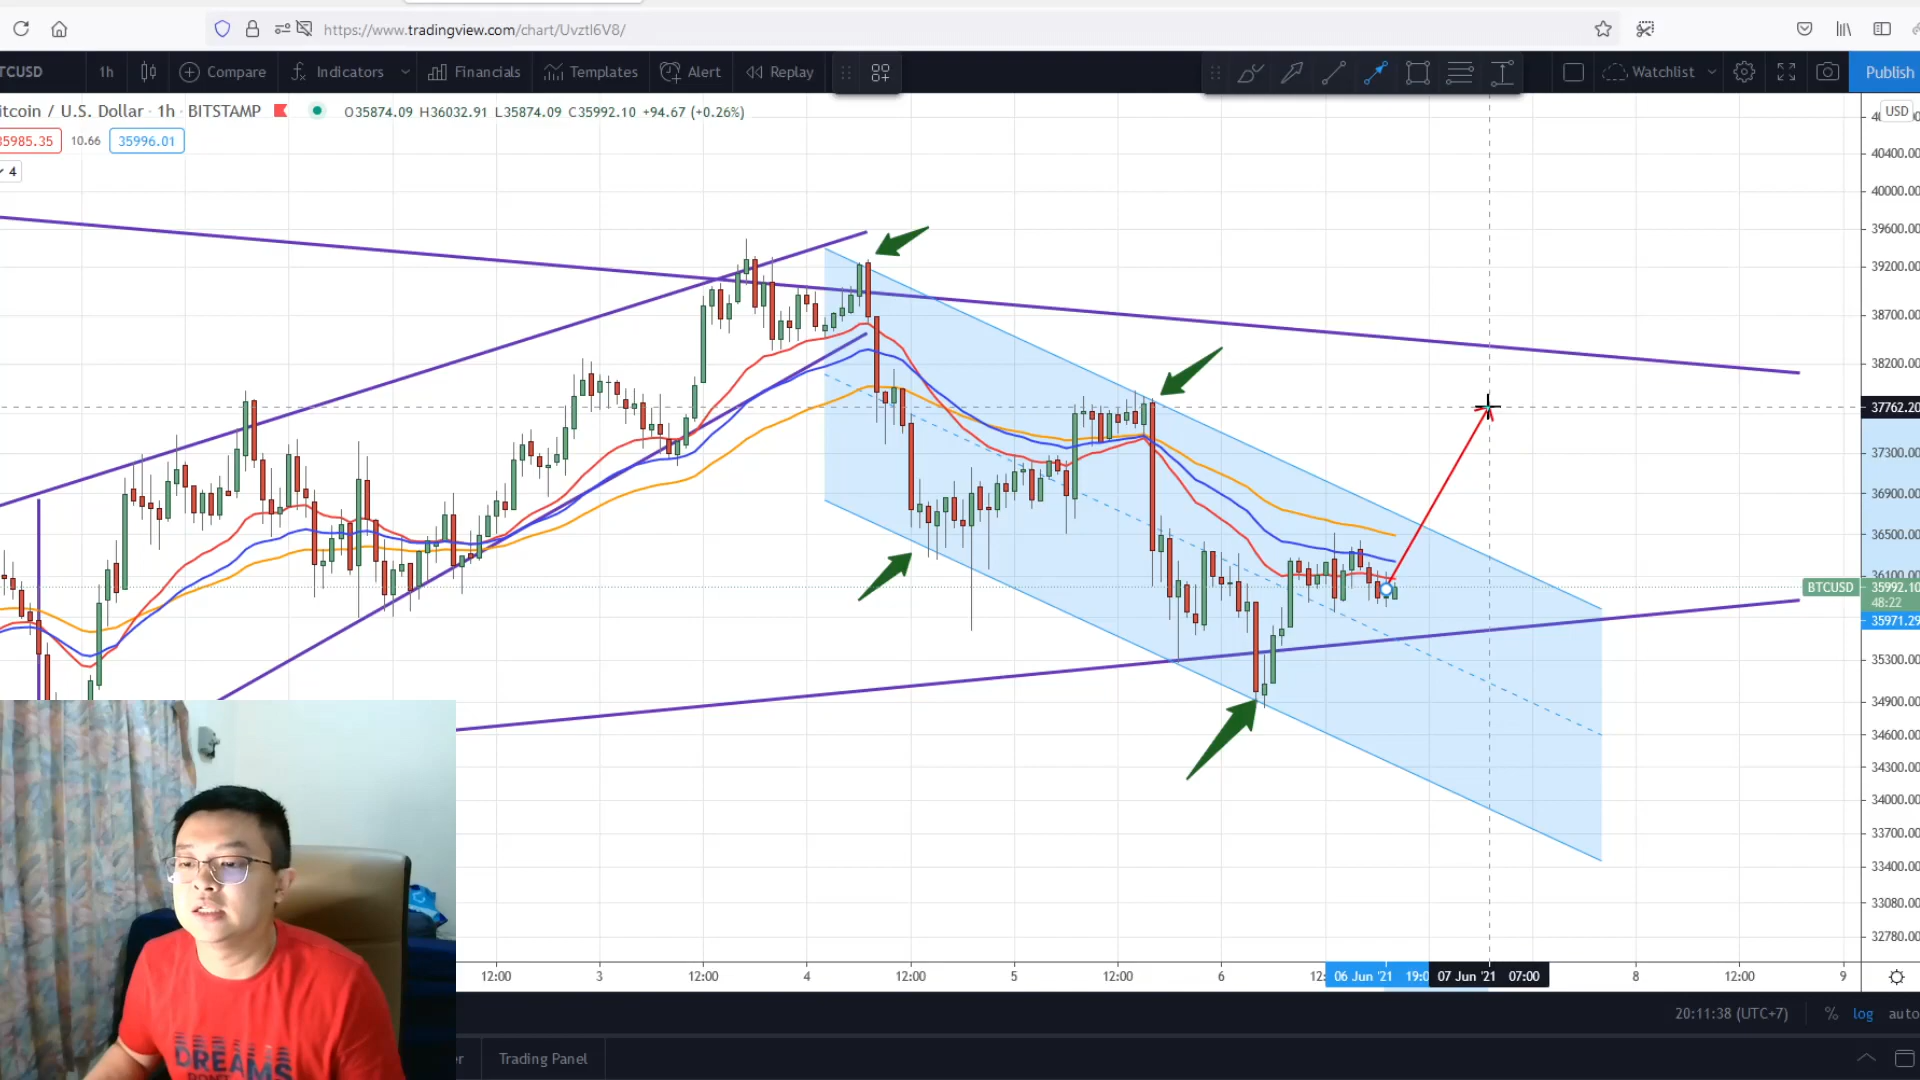 https://www.tradingview.com/chart/UvztI6V8/
TCUSD 1h Compare Indicators Financials Templates Alert Replay Watchlist Publish
itcoin / U.S. Dollar · 1h · BITSTAMP O35874.09 H36032.91 L35874.09 C35992.10 +94.67 (+0.26%)
35985.35 10.66 35996.01
4
USD
40400.00
40000.00
39600.00
39200.00
38700.00
38200.00
37762.20
37300.00
36900.00
36500.00
36100.00
BTCUSD 35992.10
48:22
35971.29
35300.00
34900.00
34600.00
34300.00
34000.00
33700.00
33400.00
33080.00
32780.00
12:00 3 12:00 4 12:00 5 12:00 6 12: 06 Jun '21 19:0 07 Jun '21 07:00 8 12:00 9
20:11:38 (UTC+7) % log auto
er Trading Panel
DREAMS